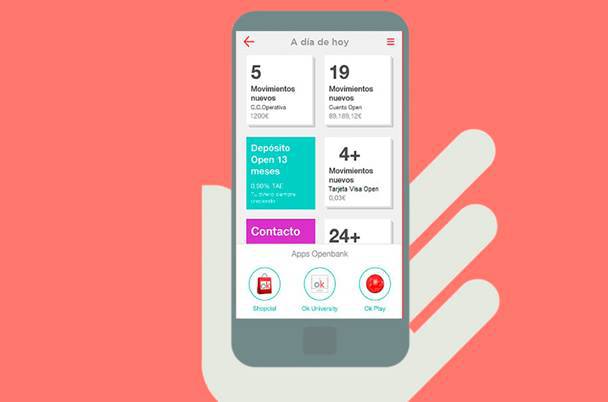 A día de hoy
5
Movimientos
nuevos
C.C.Operativa
1200€
19
Movimientos
nuevos
Cuenta Open
89,189,12€
Depósito
Open 13
meses
0,90% TAE
Tu dinero siempre
creciendo
4+
Movimientos
nuevos
Tarjeta Visa Open
0,03€
Contacto
24+
Apps Openbank
ok
Shopcial
Ok University
Ok Play